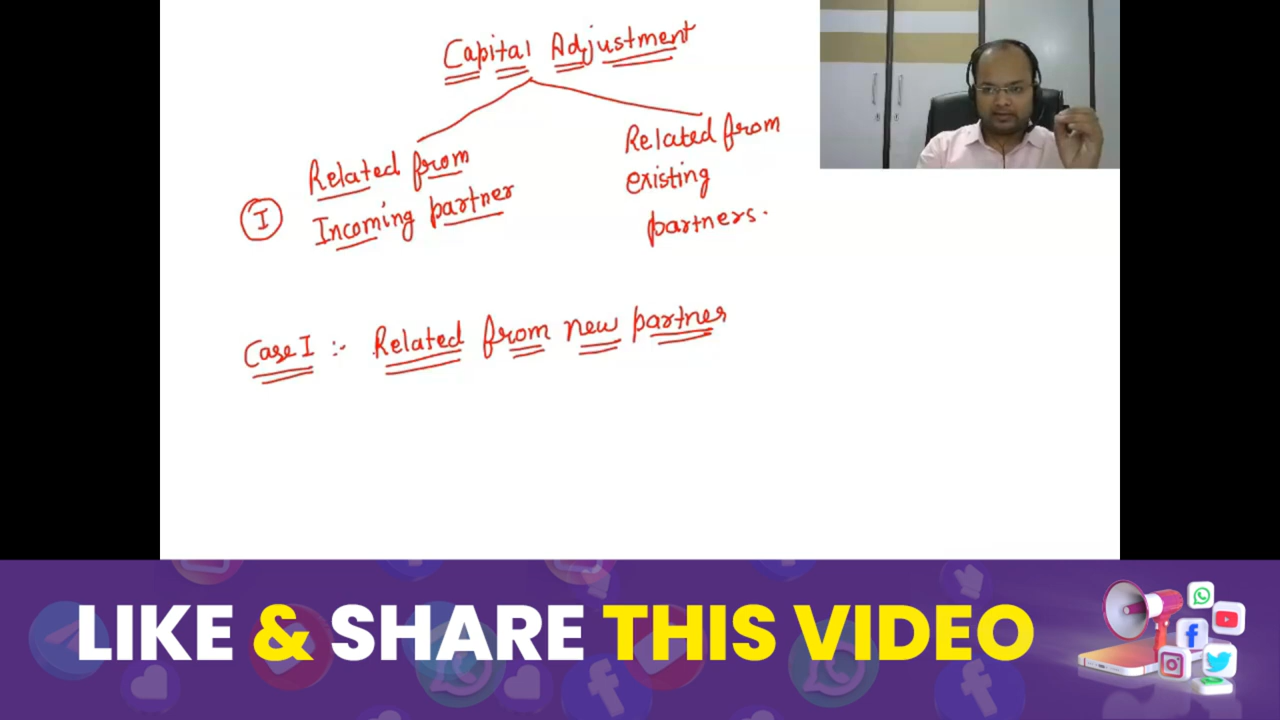 Capital Adjustment
Related from
Incoming partner
I
Related from
existing
partners.
Case I :- Related from new partner
LIKE & SHARE THIS VIDEO